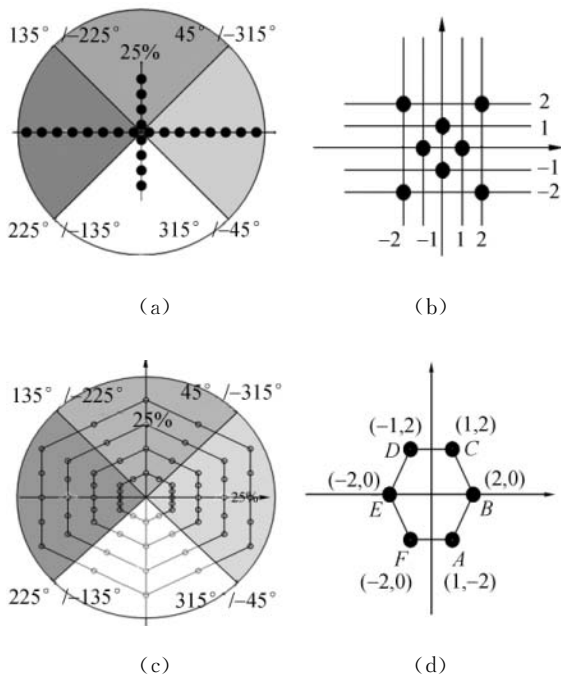 135° /−225° 45° /−315°
25%
225° /−135° 315° /−45°
(a)
2
1
−1
−2
−2 −1 1 2
(b)
135° /−225° 45° /−315°
25%
25%
225° /−135° 315° /−45°
(c)
(-1,2) (1,2)
D C
(-2,0) (2,0)
E B
F A
(-2,0) (1,-2)
(d)